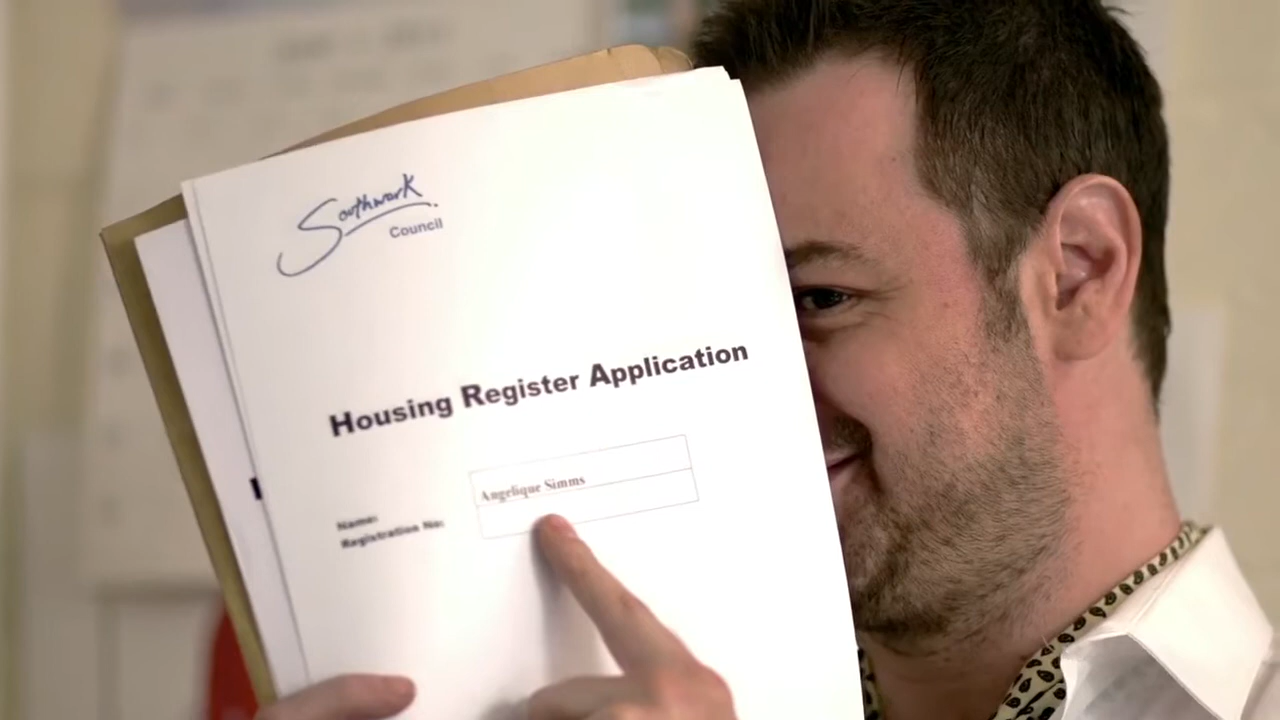 Southwark
Council
Housing Register Application
Angelique Simms
Name:
Registration No: